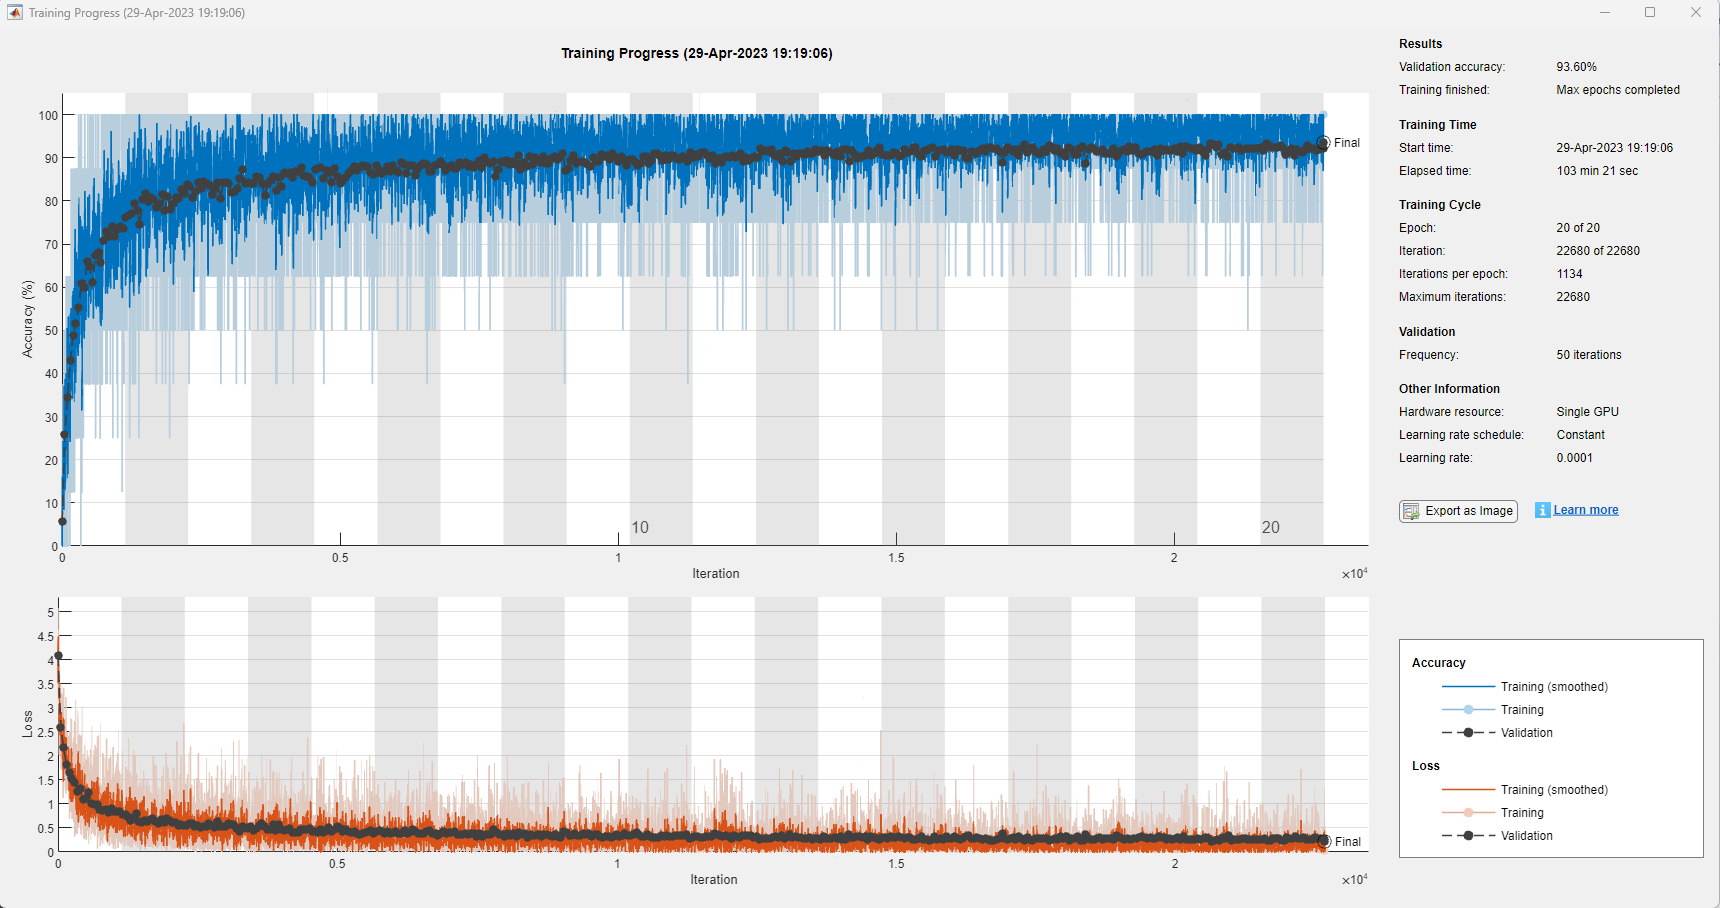 Training Progress (29-Apr-2023 19:19:06)
Training Progress (29-Apr-2023 19:19:06)
100
90
80
70
60
50
40
30
20
10
0
Accuracy (%)
10
20
Final
0
0.5
1
1.5
2
×10⁴
Iteration
5
4.5
4
3.5
3
2.5
2
1.5
1
0.5
0
Loss
Final
0
0.5
1
1.5
2
×10⁴
Iteration
Results
Validation accuracy: 93.60%
Training finished: Max epochs completed
Training Time
Start time: 29-Apr-2023 19:19:06
Elapsed time: 103 min 21 sec
Training Cycle
Epoch: 20 of 20
Iteration: 22680 of 22680
Iterations per epoch: 1134
Maximum iterations: 22680
Validation
Frequency: 50 iterations
Other Information
Hardware resource: Single GPU
Learning rate schedule: Constant
Learning rate: 0.0001
Export as Image
Learn more
Accuracy
Training (smoothed)
Training
Validation
Loss
Training (smoothed)
Training
Validation